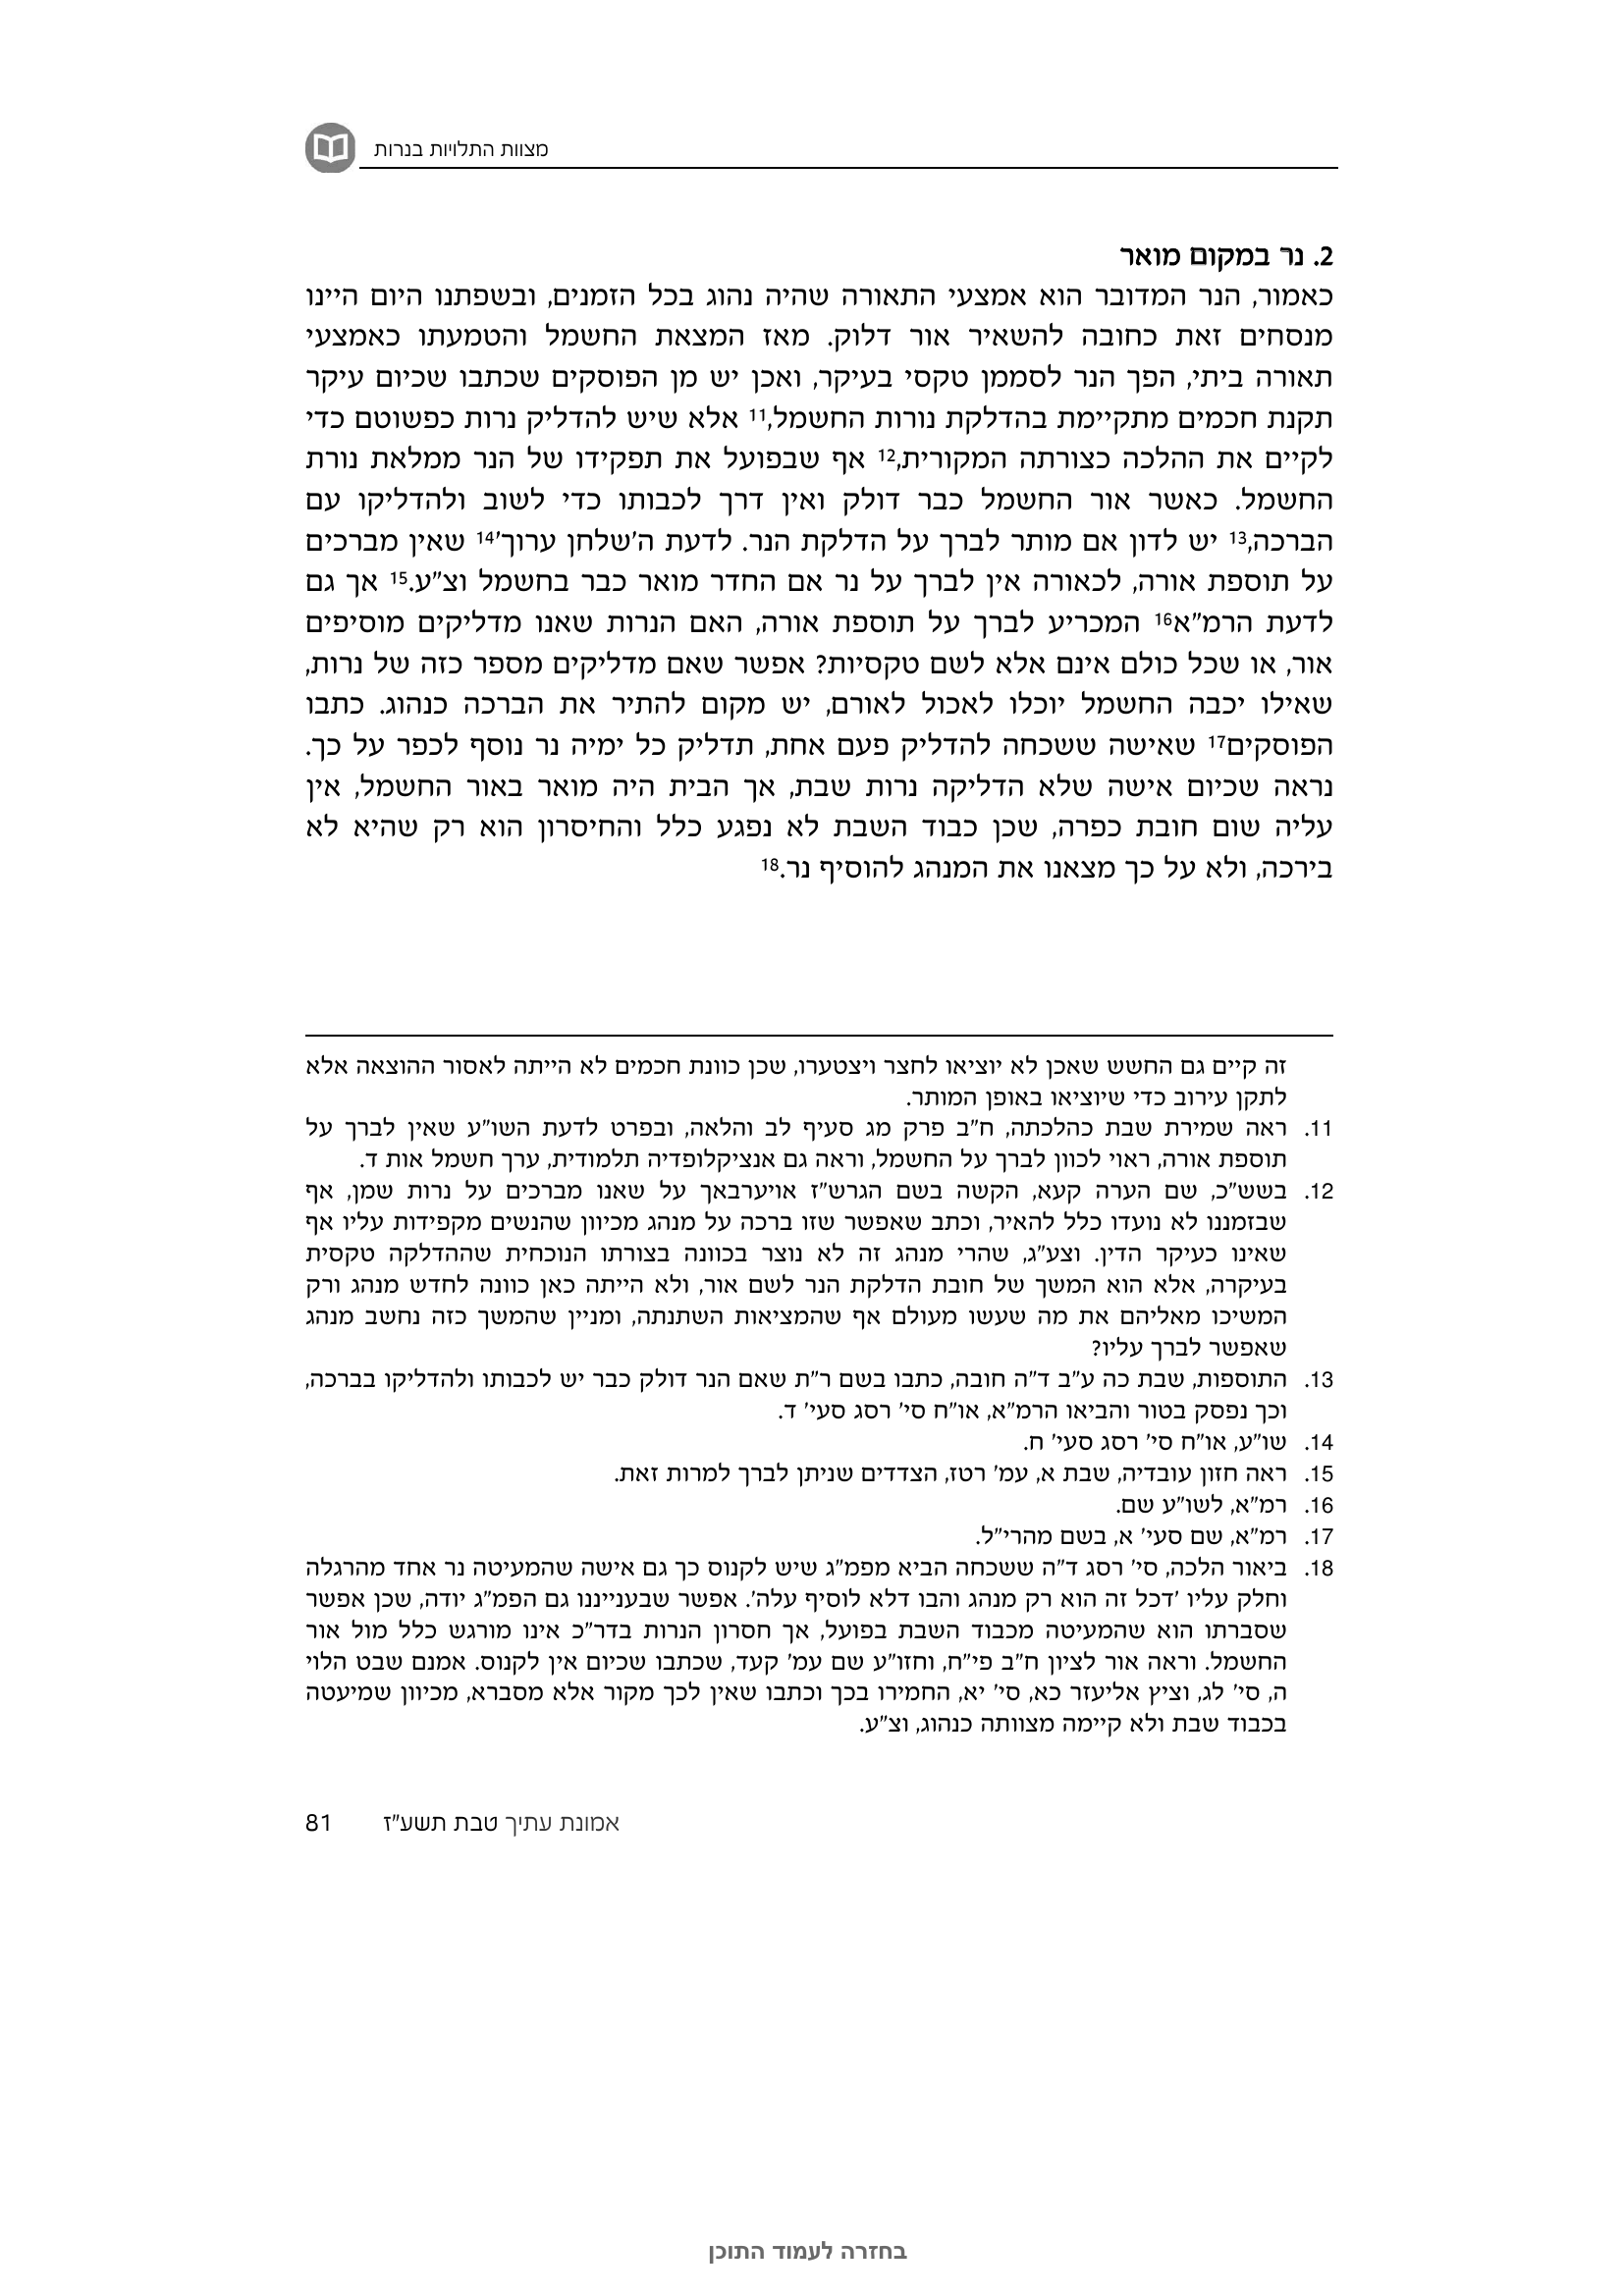 מצוות התלויות בנרות
2. נר במקום מואר
כאמור, הנר המדובר הוא אמצעי התאורה שהיה נהוג בכל הזמנים, ובשפתנו היום היינו
מנסחים זאת כחובה להשאיר אור דלוק. מאז המצאת החשמל והטמעתו כאמצעי
תאורה ביתי, הפך הנר לסממן טקסי בעיקר, ואכן יש מן הפוסקים שכתבו שכיום עיקר
תקנת חכמים מתקיימת בהדלקת נורות החשמל,11 אלא שיש להדליק נרות כפשוטם כדי
לקיים את ההלכה כצורתה המקורית,12 אף שבפועל את תפקידו של הנר ממלאת נורת
החשמל. כאשר אור החשמל כבר דולק ואין דרך לכבותו כדי לשוב ולהדליקו עם
הברכה,13 יש לדון אם מותר לברך על הדלקת הנר. לדעת ה'שלחן ערוך'14 שאין מברכים
על תוספת אורה, לכאורה אין לברך על נר אם החדר מואר כבר בחשמל וצ"ע.15 אך גם
לדעת הרמ"א16 המכריע לברך על תוספת אורה, האם הנרות שאנו מדליקים מוסיפים
אור, או שכל כולם אינם אלא לשם טקסיות? אפשר שאם מדליקים מספר כזה של נרות,
שאילו יכבה החשמל יוכלו לאכול לאורם, יש מקום להתיר את הברכה כנהוג. כתבו
הפוסקים17 שאישה ששכחה להדליק פעם אחת, תדליק כל ימיה נר נוסף לכפר על כך.
נראה שכיום אישה שלא הדליקה נרות שבת, אך הבית היה מואר באור החשמל, אין
עליה שום חובת כפרה, שכן כבוד השבת לא נפגע כלל והחיסרון הוא רק שהיא לא
בירכה, ולא על כך מצאנו את המנהג להוסיף נר.18
זה קיים גם החשש שאכן לא יוציאו לחצר ויצטערו, שכן כוונת חכמים לא הייתה לאסור ההוצאה אלא
לתקן עירוב כדי שיוציאו באופן המותר.
11. ראה שמירת שבת כהלכתה, ח"ב פרק מג סעיף לב והלאה, ובפרט לדעת השו"ע שאין לברך על
תוספת אורה, ראוי לכוון לברך על החשמל, וראה גם אנציקלופדיה תלמודית, ערך חשמל אות ד.
12. בשש"כ, שם הערה קעא, הקשה בשם הגרש"ז אויערבאך על שאנו מברכים על נרות שמן, אף
שבזמננו לא נועדו כלל להאיר, וכתב שאפשר שזו ברכה על מנהג מכיוון שהנשים מקפידות עליו אף
שאינו כעיקר הדין. וצע"ג, שהרי מנהג זה לא נוצר בכוונה בצורתו הנוכחית שההדלקה טקסית
בעיקרה, אלא הוא המשך של חובת הדלקת הנר לשם אור, ולא הייתה כאן כוונה לחדש מנהג ורק
המשיכו מאליהם את מה שעשו מעולם אף שהמציאות השתנתה, ומניין שהמשך כזה נחשב מנהג
שאפשר לברך עליו?
13. התוספות, שבת כה ע"ב ד"ה חובה, כתבו בשם ר"ת שאם הנר דולק כבר יש לכבותו ולהדליקו בברכה,
וכך נפסק בטור והביאו הרמ"א, או"ח סי' רסג סעי' ד.
14. שו"ע, או"ח סי' רסג סעי' ח.
15. ראה חזון עובדיה, שבת א, עמ' רטז, הצדדים שניתן לברך למרות זאת.
16. רמ"א, לשו"ע שם.
17. רמ"א, שם סעי' א, בשם מהרי"ל.
18. ביאור הלכה, סי' רסג ד"ה ששכחה הביא מפמ"ג שיש לקנוס כך גם אישה שהמעיטה נר אחד מהרגלה
וחלק עליו 'דכל זה הוא רק מנהג והבו דלא לוסיף עלה'. אפשר שבענייננו גם הפמ"ג יודה, שכן אפשר
שסברתו הוא שהמעיטה מכבוד השבת בפועל, אך חסרון הנרות בדר"כ אינו מורגש כלל מול אור
החשמל. וראה אור לציון ח"ב פי"ח, וחזו"ע שם עמ' קעד, שכתבו שכיום אין לקנוס. אמנם שבט הלוי
ה, סי' לג, וציץ אליעזר כא, סי' יא, החמירו בכך וכתבו שאין לכך מקור אלא מסברא, מכיוון שמיעטה
בכבוד שבת ולא קיימה מצוותה כנהוג, וצ"ע.
אמונת עתיך טבת תשע"ז 81
בחזרה לעמוד התוכן